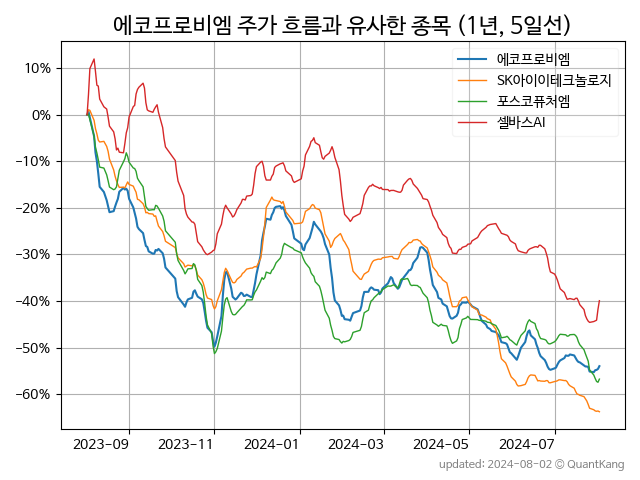 에코프로비엠 주가 흐름과 유사한 종목 (1년, 5일선)
에코프로비엠
SK아이이테크놀로지
포스코퓨처엠
셀바스AI
10%
0%
−10%
−20%
−30%
−40%
−50%
−60%
2023-09 2023-11 2024-01 2024-03 2024-05 2024-07
updated: 2024-08-02 © QuantKang